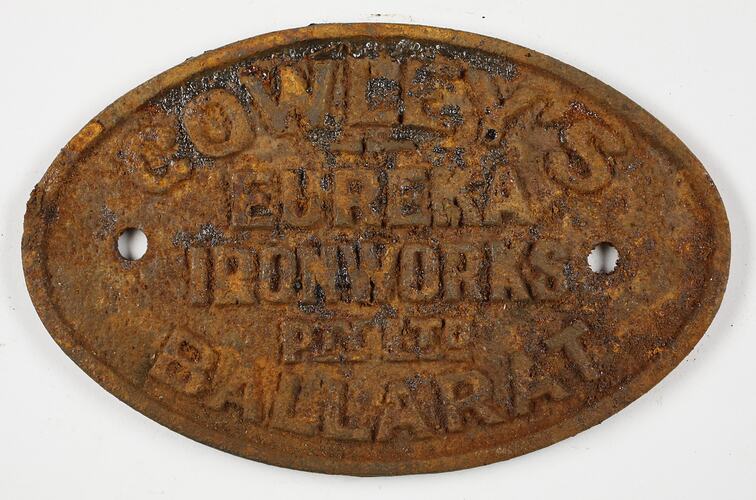 COWLEY'S
EUREKA
IRONWORKS
PTY LTD
BALLARAT